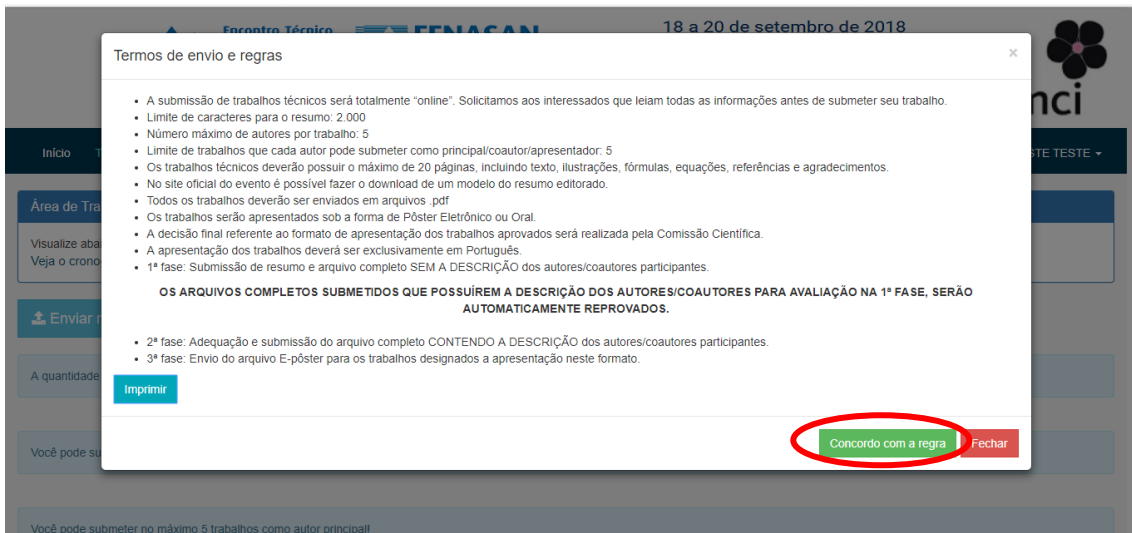 Encontro Técnico FENASAN
18 a 20 de setembro de 2018
nci
Início
STE TESTE
Termos de envio e regras
×
• A submissão de trabalhos técnicos será totalmente “online”. Solicitamos aos interessados que leiam todas as informações antes de submeter seu trabalho.
• Limite de caracteres para o resumo: 2.000
• Número máximo de autores por trabalho: 5
• Limite de trabalhos que cada autor pode submeter como principal/coautor/apresentador: 5
• Os trabalhos técnicos deverão possuir o máximo de 20 páginas, incluindo texto, ilustrações, fórmulas, equações, referências e agradecimentos.
• No site oficial do evento é possível fazer o download de um modelo do resumo editorado.
• Todos os trabalhos deverão ser enviados em arquivos .pdf
• Os trabalhos serão apresentados sob a forma de Pôster Eletrônico ou Oral.
• A decisão final referente ao formato de apresentação dos trabalhos aprovados será realizada pela Comissão Científica.
• A apresentação dos trabalhos deverá ser exclusivamente em Português.
• 1ª fase: Submissão de resumo e arquivo completo SEM A DESCRIÇÃO dos autores/coautores participantes.
OS ARQUIVOS COMPLETOS SUBMETIDOS QUE POSSUÍREM A DESCRIÇÃO DOS AUTORES/COAUTORES PARA AVALIAÇÃO NA 1ª FASE, SERÃO
AUTOMATICAMENTE REPROVADOS.
• 2ª fase: Adequação e submissão do arquivo completo CONTENDO A DESCRIÇÃO dos autores/coautores participantes.
• 3ª fase: Envio do arquivo E-pôster para os trabalhos designados a apresentação neste formato.
Imprimir
Concordo com a regra
Fechar
Área de Tra
Visualize aba
Veja o crono
Enviar r
A quantidade
Você pode su
Você pode submeter no máximo 5 trabalhos como autor principal!